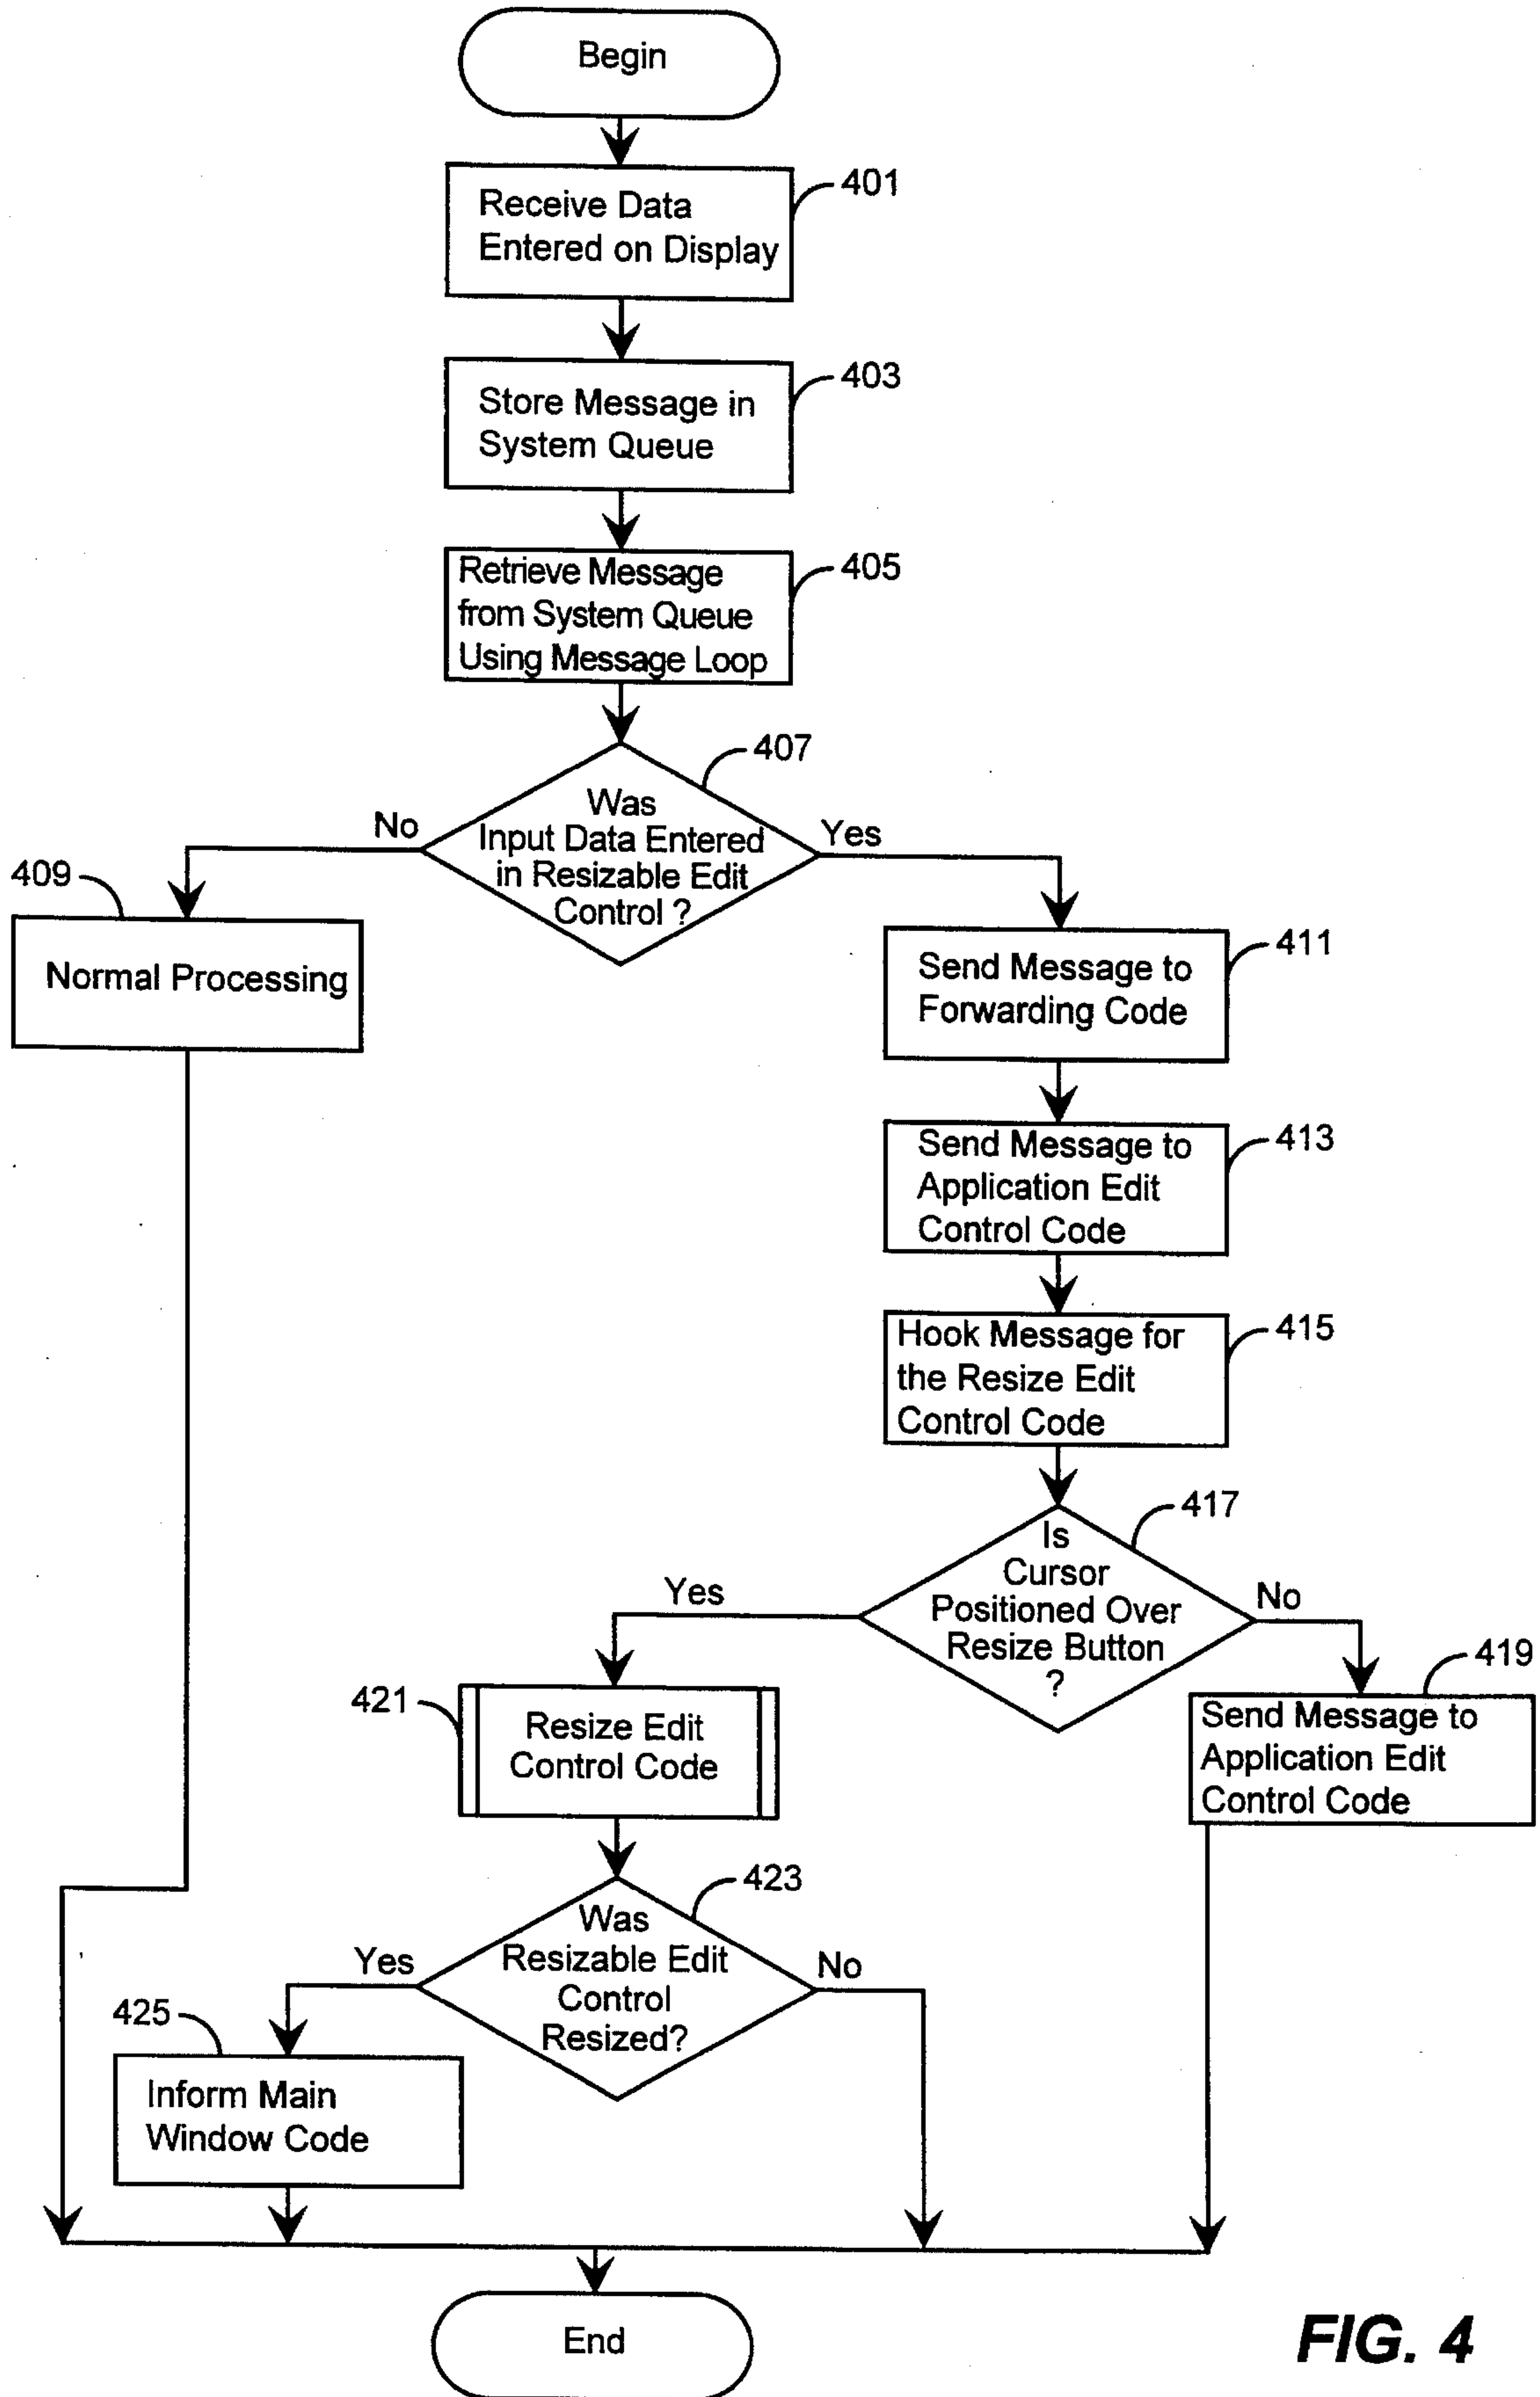 Begin
401
Receive Data
Entered on Display
403
Store Message in
System Queue
405
Retrieve Message
from System Queue
Using Message Loop
407
Was
Input Data Entered
in Resizable Edit
Control ?
No
Yes
409
Normal Processing
411
Send Message to
Forwarding Code
413
Send Message to
Application Edit
Control Code
415
Hook Message for
the Resize Edit
Control Code
417
Is
Cursor
Positioned Over
Resize Button
?
Yes
No
419
Send Message to
Application Edit
Control Code
421
Resize Edit
Control Code
423
Was
Resizable Edit
Control
Resized?
Yes
No
425
Inform Main
Window Code
End
FIG. 4